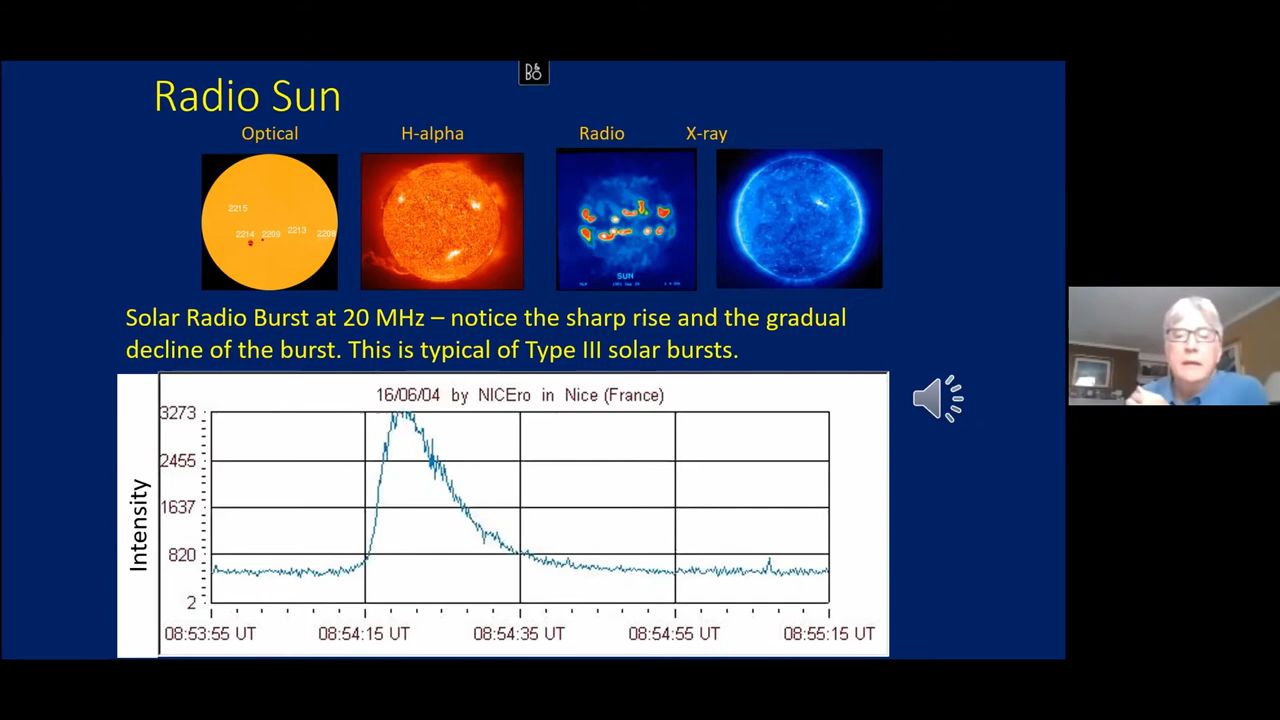 D&
BO
Radio Sun
Optical H-alpha Radio X-ray
2215
2214 2209 2213 2208
SUN
Solar Radio Burst at 20 MHz – notice the sharp rise and the gradual
decline of the burst. This is typical of Type III solar bursts.
16/06/04 by NICEro in Nice (France)
Intensity
3273
2455
1637
820
2
08:53:55 UT 08:54:15 UT 08:54:35 UT 08:54:55 UT 08:55:15 UT